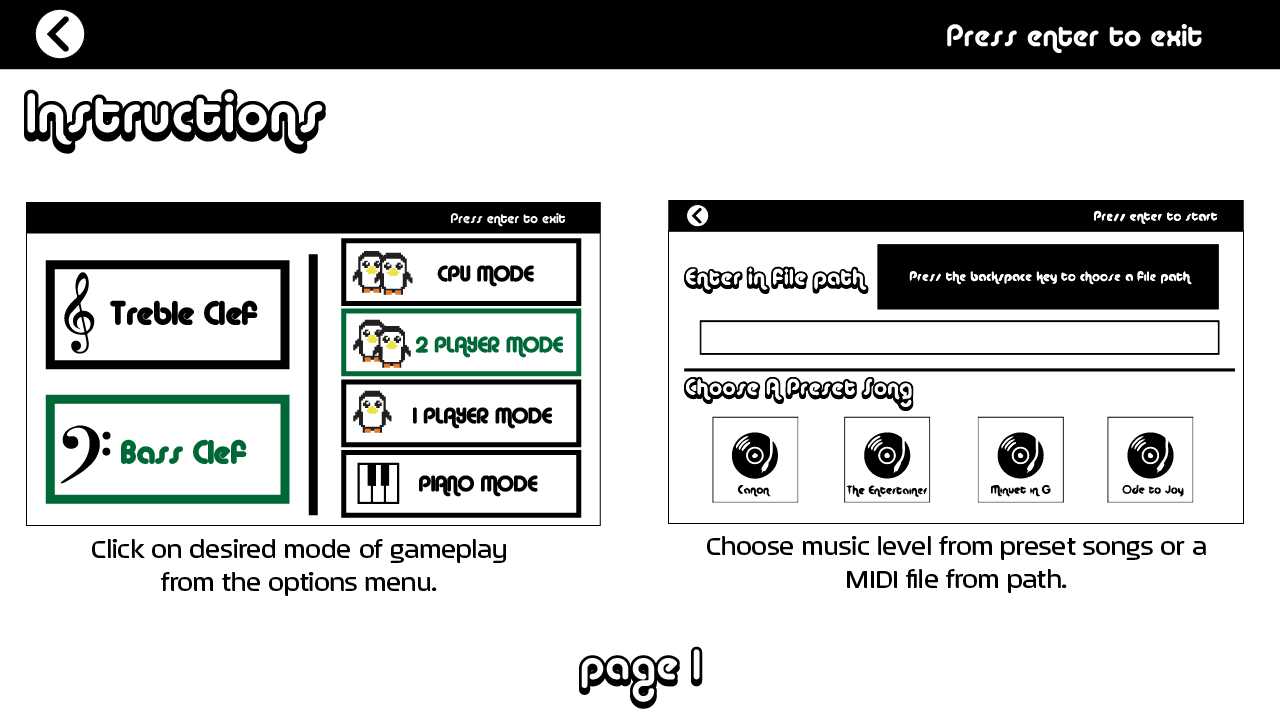 Press enter to exit
Instructions
Press enter to exit
Treble Clef
Bass Clef
CPU MODE
2 PLAYER MODE
1 PLAYER MODE
PIANO MODE
Click on desired mode of gameplay
from the options menu.
Press enter to start
Enter in File path
Press the backspace key to choose a File path
Choose A Preset Song
Canon
The Entertainer
Minuet in G
Ode to Joy
Choose music level from preset songs or a
MIDI file from path.
page 1